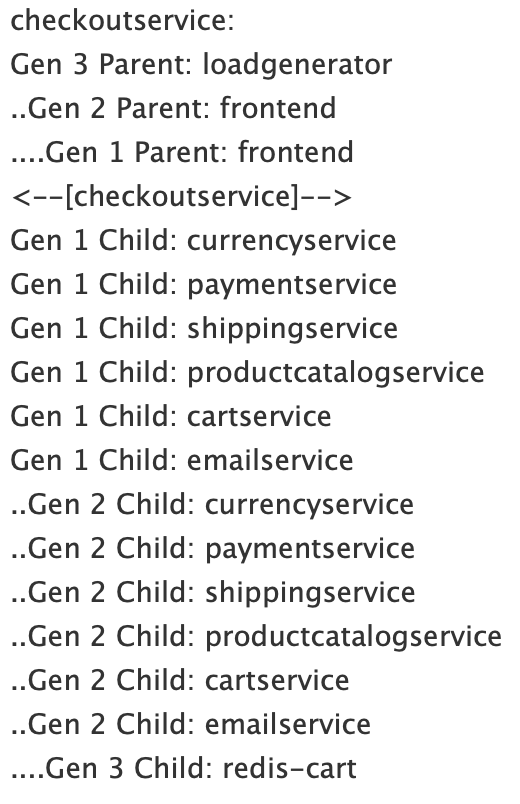 checkoutservice:
Gen 3 Parent: loadgenerator
..Gen 2 Parent: frontend
....Gen 1 Parent: frontend
<--[checkoutservice]-->
Gen 1 Child: currencyservice
Gen 1 Child: paymentservice
Gen 1 Child: shippingservice
Gen 1 Child: productcatalogservice
Gen 1 Child: cartservice
Gen 1 Child: emailservice
..Gen 2 Child: currencyservice
..Gen 2 Child: paymentservice
..Gen 2 Child: shippingservice
..Gen 2 Child: productcatalogservice
..Gen 2 Child: cartservice
..Gen 2 Child: emailservice
....Gen 3 Child: redis-cart